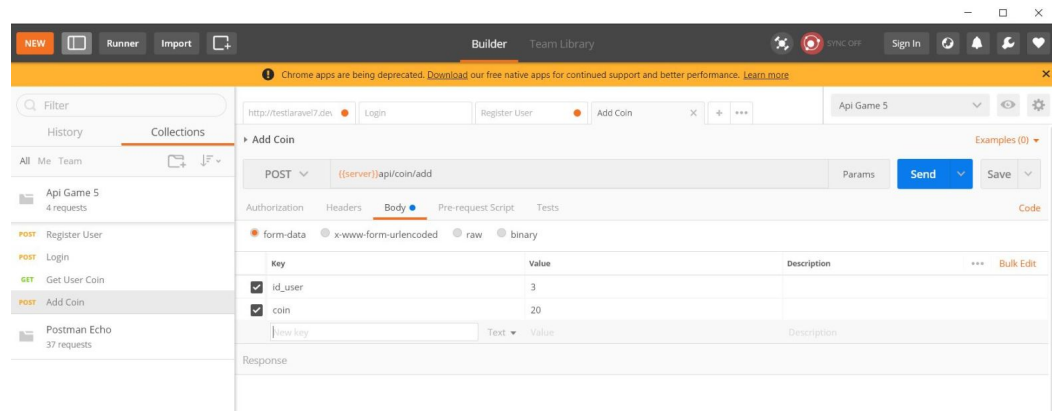 NEW Runner Import Builder Team Library SYNC OFF Sign In
Chrome apps are being deprecated. Download our free native apps for continued support and better performance. Learn more
Filter
History Collections
All Me Team
Api Game 5
4 requests
POST Register User
POST Login
GET Get User Coin
POST Add Coin
Postman Echo
37 requests
http://testlaravel7.dev Login Register User Add Coin
Api Game 5
Add Coin Examples (0)
POST {{server}}api/coin/add Params Send Save
Authorization Headers Body Pre-request Script Tests Code
form-data x-www-form-urlencoded raw binary
Key Value Description Bulk Edit
id_user 3
coin 20
New key Text Value Description
Response